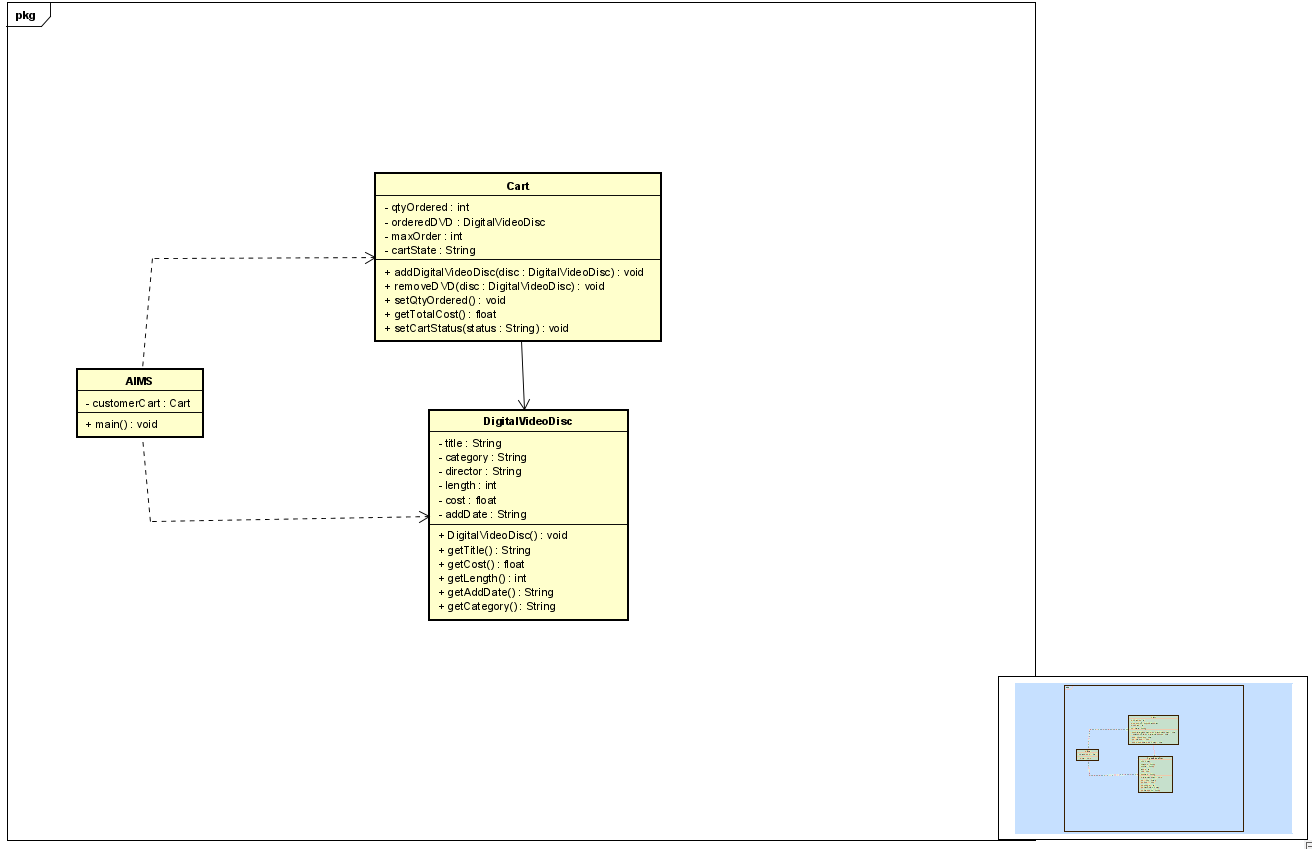 pkg
Cart
- qtyOrdered : int
- orderedDVD : DigitalVideoDisc
- maxOrder : int
- cartState : String
+ addDigitalVideoDisc(disc : DigitalVideoDisc) : void
+ removeDVD(disc : DigitalVideoDisc) : void
+ setQtyOrdered() : void
+ getTotalCost() : float
+ setCartStatus(status : String) : void
AIMS
- customerCart : Cart
+ main() : void
DigitalVideoDisc
- title : String
- category : String
- director : String
- length : int
- cost : float
- addDate : String
+ DigitalVideoDisc() : void
+ getTitle() : String
+ getCost() : float
+ getLength() : int
+ getAddDate() : String
+ getCategory() : String